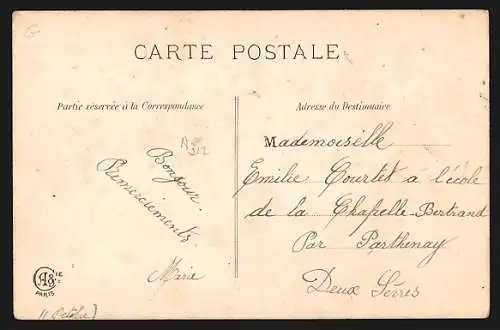 CARTE POSTALE
Partie réservée à la Correspondance
Adresse du Destinataire
Bonjour.
Remerciements
Marie
Mademoiselle
Emilie Courtet à l'école
de la Chapelle-Bertrand
Par Parthenay
Deux Sèvres
PARIS